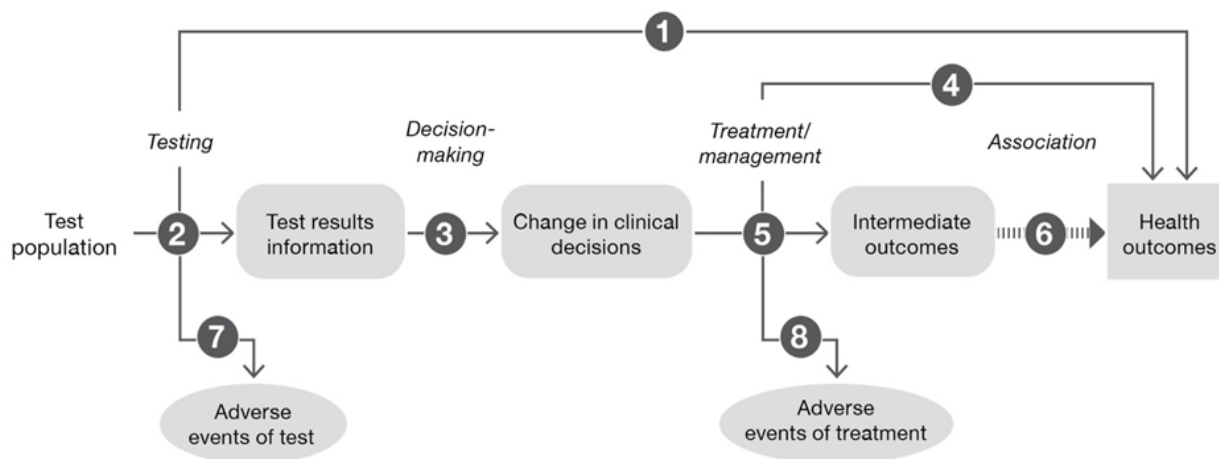 1
4
Testing
Decision-
making
Treatment/
management
Association
Test
population
2
Test results
information
3
Change in clinical
decisions
5
Intermediate
outcomes
6
Health
outcomes
7
8
Adverse
events of test
Adverse
events of treatment